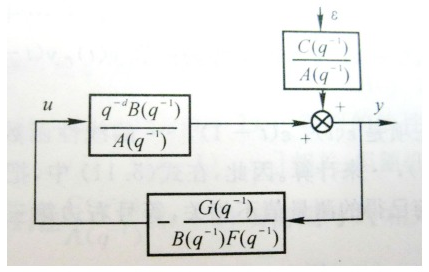 ε
C(q⁻¹)
A(q⁻¹)
u
q⁻ᵈB(q⁻¹)
A(q⁻¹)
+
+
y
− G(q⁻¹)
B(q⁻¹)F(q⁻¹)